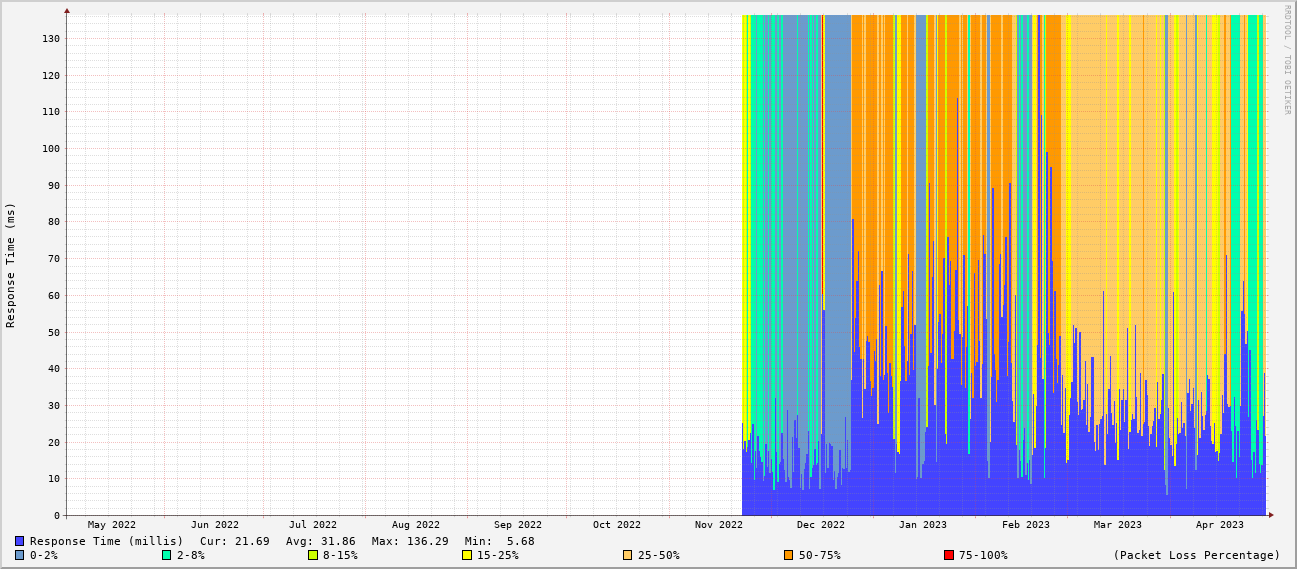 RRDTOOL / TOBI OETIKER
Response Time (ms)
130
120
110
100
90
80
70
60
50
40
30
20
10
0
May 2022 Jun 2022 Jul 2022 Aug 2022 Sep 2022 Oct 2022 Nov 2022 Dec 2022 Jan 2023 Feb 2023 Mar 2023 Apr 2023
Response Time (millis) Cur: 21.69 Avg: 31.86 Max: 136.29 Min: 5.68
0-2% 2-8% 8-15% 15-25% 25-50% 50-75% 75-100% (Packet Loss Percentage)